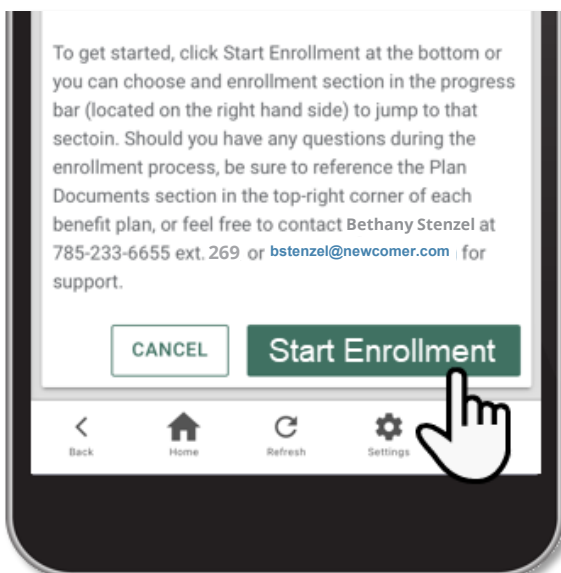 To get started, click Start Enrollment at the bottom or
you can choose and enrollment section in the progress
bar (located on the right hand side) to jump to that
sectoin. Should you have any questions during the
enrollment process, be sure to reference the Plan
Documents section in the top-right corner of each
benefit plan, or feel free to contact Bethany Stenzel at
785-233-6655 ext. 269 or bstenzel@newcomer.com for
support.
CANCEL Start Enrollment
Back Home Refresh Settings